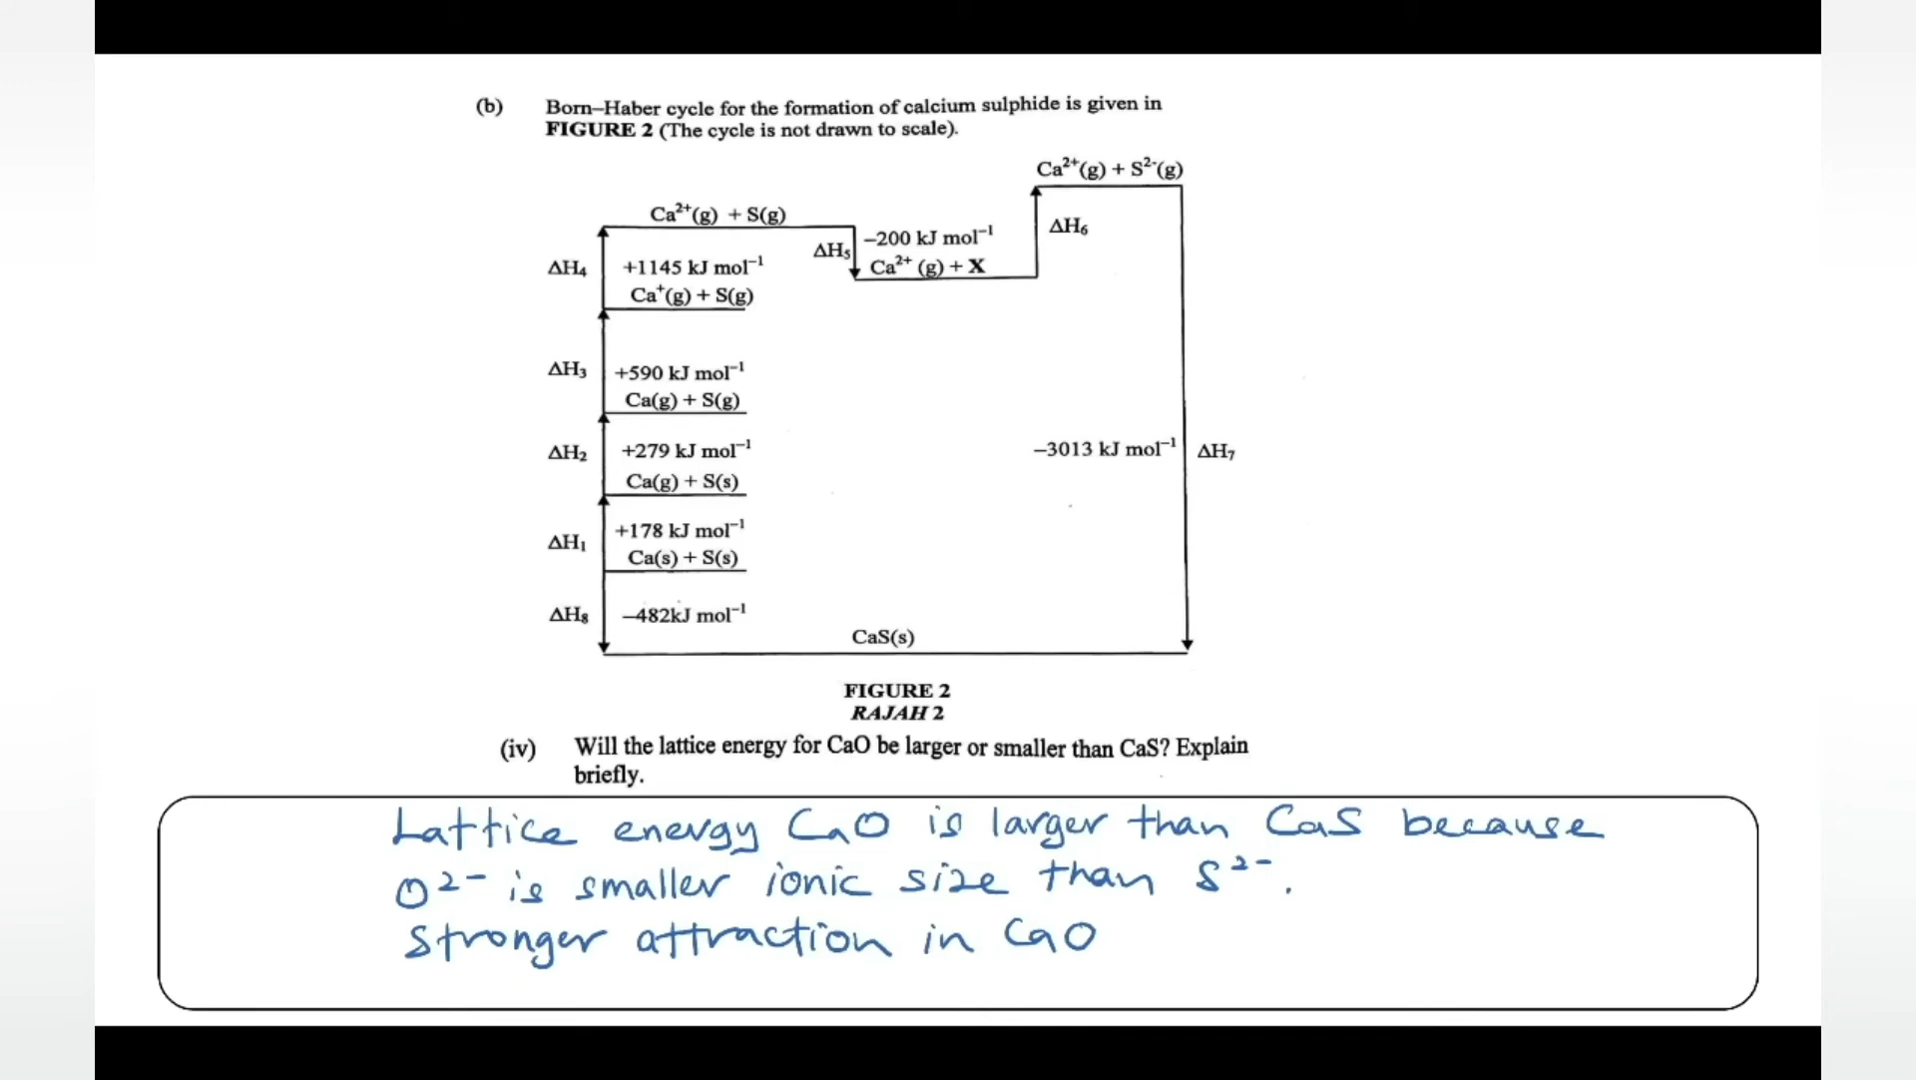 (b) Born–Haber cycle for the formation of calcium sulphide is given in
FIGURE 2 (The cycle is not drawn to scale).
Ca²⁺(g) + S²⁻(g)
Ca²⁺(g) + S(g)
ΔH₆
ΔH₅ –200 kJ mol⁻¹
Ca²⁺ (g) + X
ΔH₄ +1145 kJ mol⁻¹
Ca⁺(g) + S(g)
ΔH₃ +590 kJ mol⁻¹
Ca(g) + S(g)
ΔH₂ +279 kJ mol⁻¹
–3013 kJ mol⁻¹ ΔH₇
Ca(g) + S(s)
ΔH₁ +178 kJ mol⁻¹
Ca(s) + S(s)
ΔH₈ –482kJ mol⁻¹
CaS(s)
FIGURE 2
RAJAH 2
(iv) Will the lattice energy for CaO be larger or smaller than CaS? Explain
briefly.
Lattice energy CaO is larger than CaS because
O²⁻ is smaller ionic size than S²⁻.
Stronger attraction in CaO